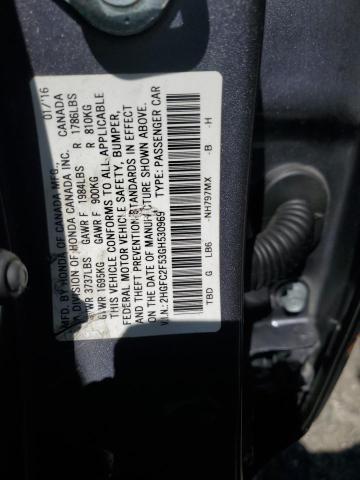 MFD. BY HONDA OF CANADA MFG., 01/'16
A DIVISION OF HONDA CANADA INC. CANADA
GVWR 3737LBS GAWR F 1984LBS R 1786LBS
GVWR 1695KG GAWR F 900KG R 810KG
THIS VEHICLE CONFORMS TO ALL APPLICABLE
FEDERAL MOTOR VEHICLE SAFETY, BUMPER,
AND THEFT PREVENTION STANDARDS IN EFFECT
ON THE DATE OF MANUFACTURE SHOWN ABOVE.
V.I.N.: 2HGFC2F53GH530965 TYPE: PASSENGER CAR
TBD G LB6 -NH797MX -B -H